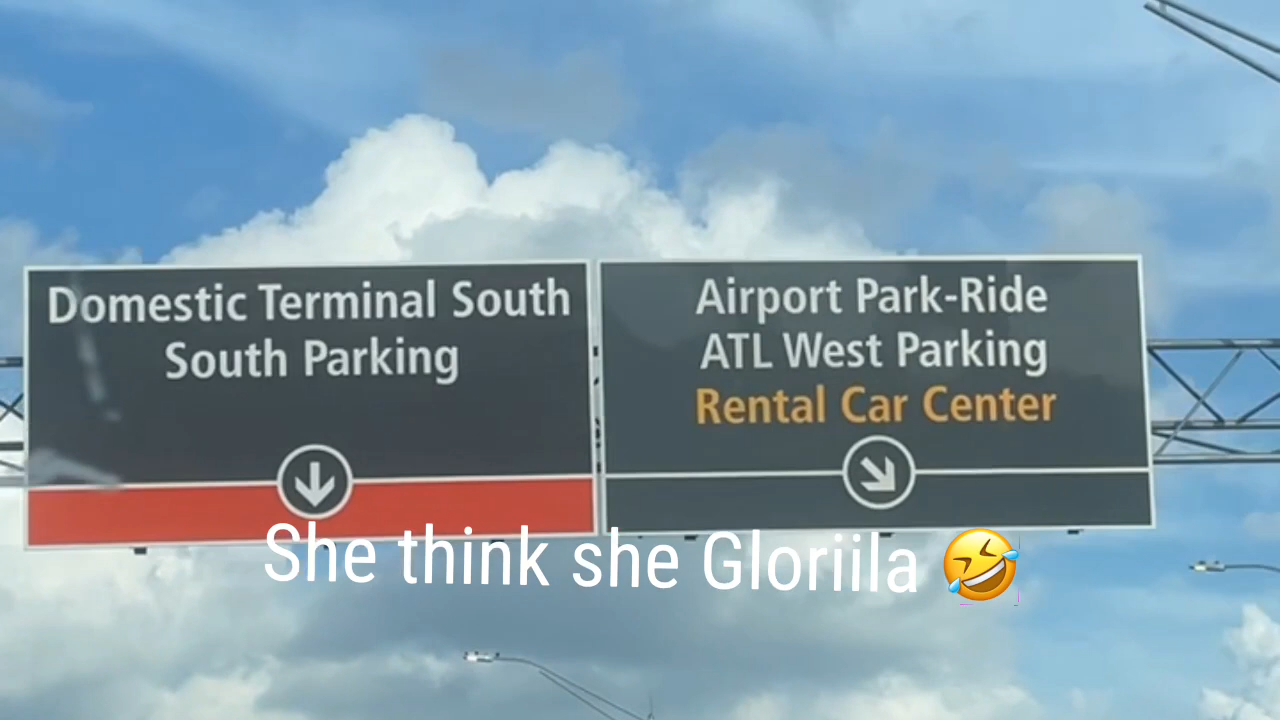 Domestic Terminal South
South Parking
Airport Park-Ride
ATL West Parking
Rental Car Center
She think she Gloriila 🤣